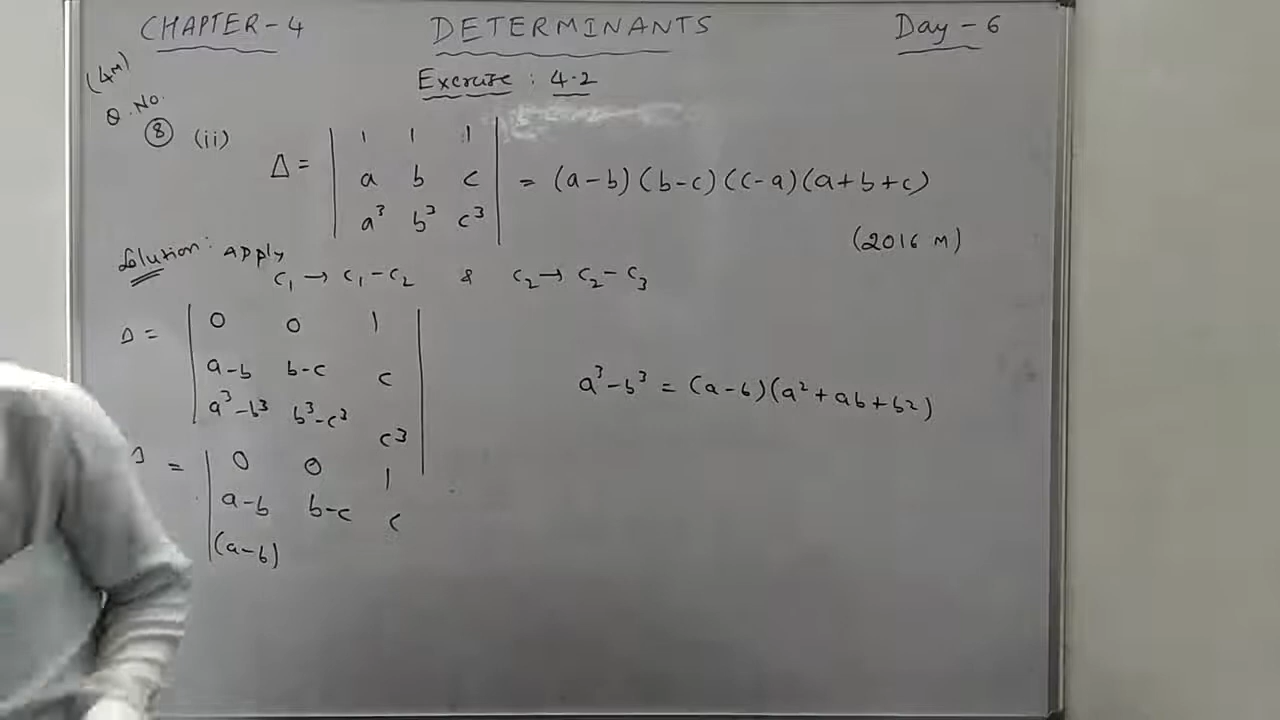 CHAPTER-4 DETERMINANTS Day-6
Exercise : 4.2
(4M)
Q.No.
⑧ (ii) Δ = | 1 1 1 |
| a b c | = (a-b)(b-c)(c-a)(a+b+c)
| a³ b³ c³ |
(2016 M)
Solution: Apply
C₁ → C₁-C₂ & C₂ → C₂-C₃
Δ = | 0 0 1 |
| a-b b-c c |
| a³-b³ b³-c³ c³ |
a³-b³ = (a-b)(a²+ab+b²)
Δ = | 0 0 1
| a-b b-c c
| (a-b)